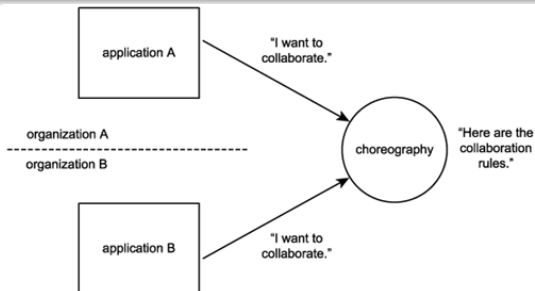 application A
"I want to
collaborate."
organization A
organization B
choreography
"Here are the
collaboration
rules."
application B
"I want to
collaborate."